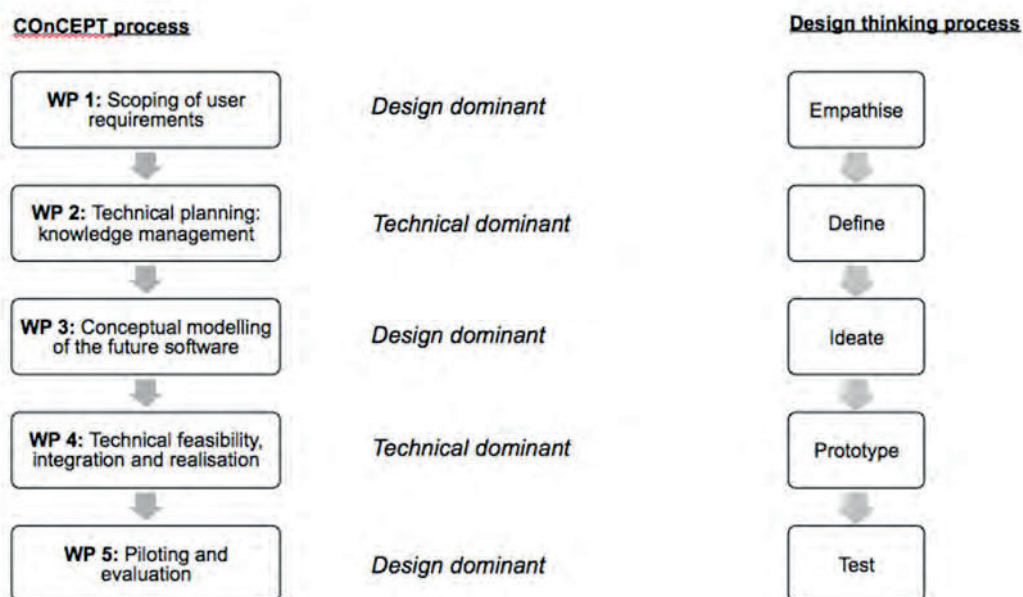 COnCEPT process
Design thinking process
WP 1: Scoping of user
requirements
Design dominant
Empathise
WP 2: Technical planning:
knowledge management
Technical dominant
Define
WP 3: Conceptual modelling
of the future software
Design dominant
Ideate
WP 4: Technical feasibility,
integration and realisation
Technical dominant
Prototype
WP 5: Piloting and
evaluation
Design dominant
Test